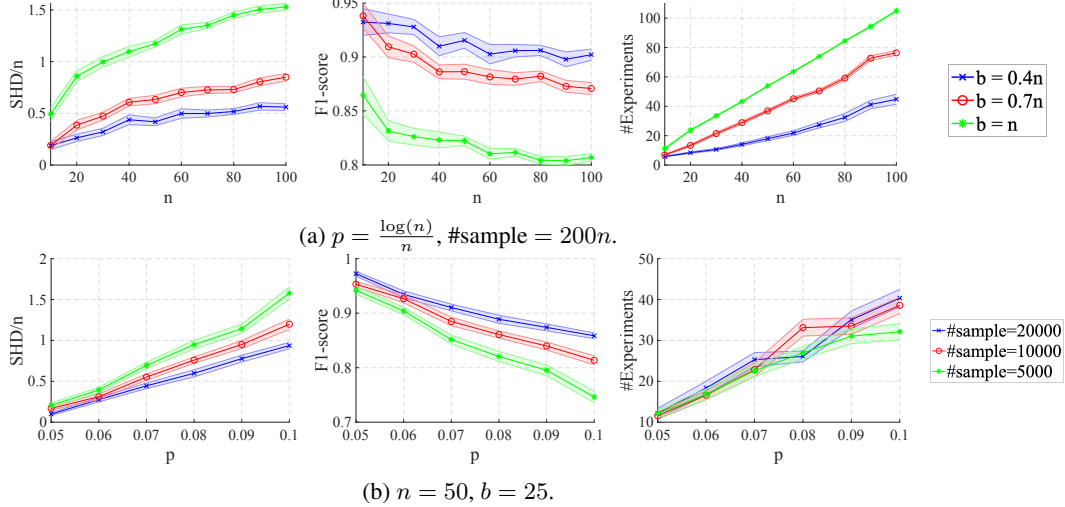 1.5
1
0.5
0
SHD/n
20 40 60 80 100
n
0.95
0.9
0.85
0.8
F1-score
20 40 60 80 100
n
100
80
60
40
20
0
#Experiments
20 40 60 80 100
n
b = 0.4n
b = 0.7n
b = n
(a) p = log(n)/n, #sample = 200n.
2
1.5
1
0.5
0
SHD/n
0.05 0.06 0.07 0.08 0.09 0.1
p
1
0.9
0.8
0.7
F1-score
0.05 0.06 0.07 0.08 0.09 0.1
p
50
40
30
20
10
#Experiments
0.05 0.06 0.07 0.08 0.09 0.1
p
#sample=20000
#sample=10000
#sample=5000
(b) n = 50, b = 25.